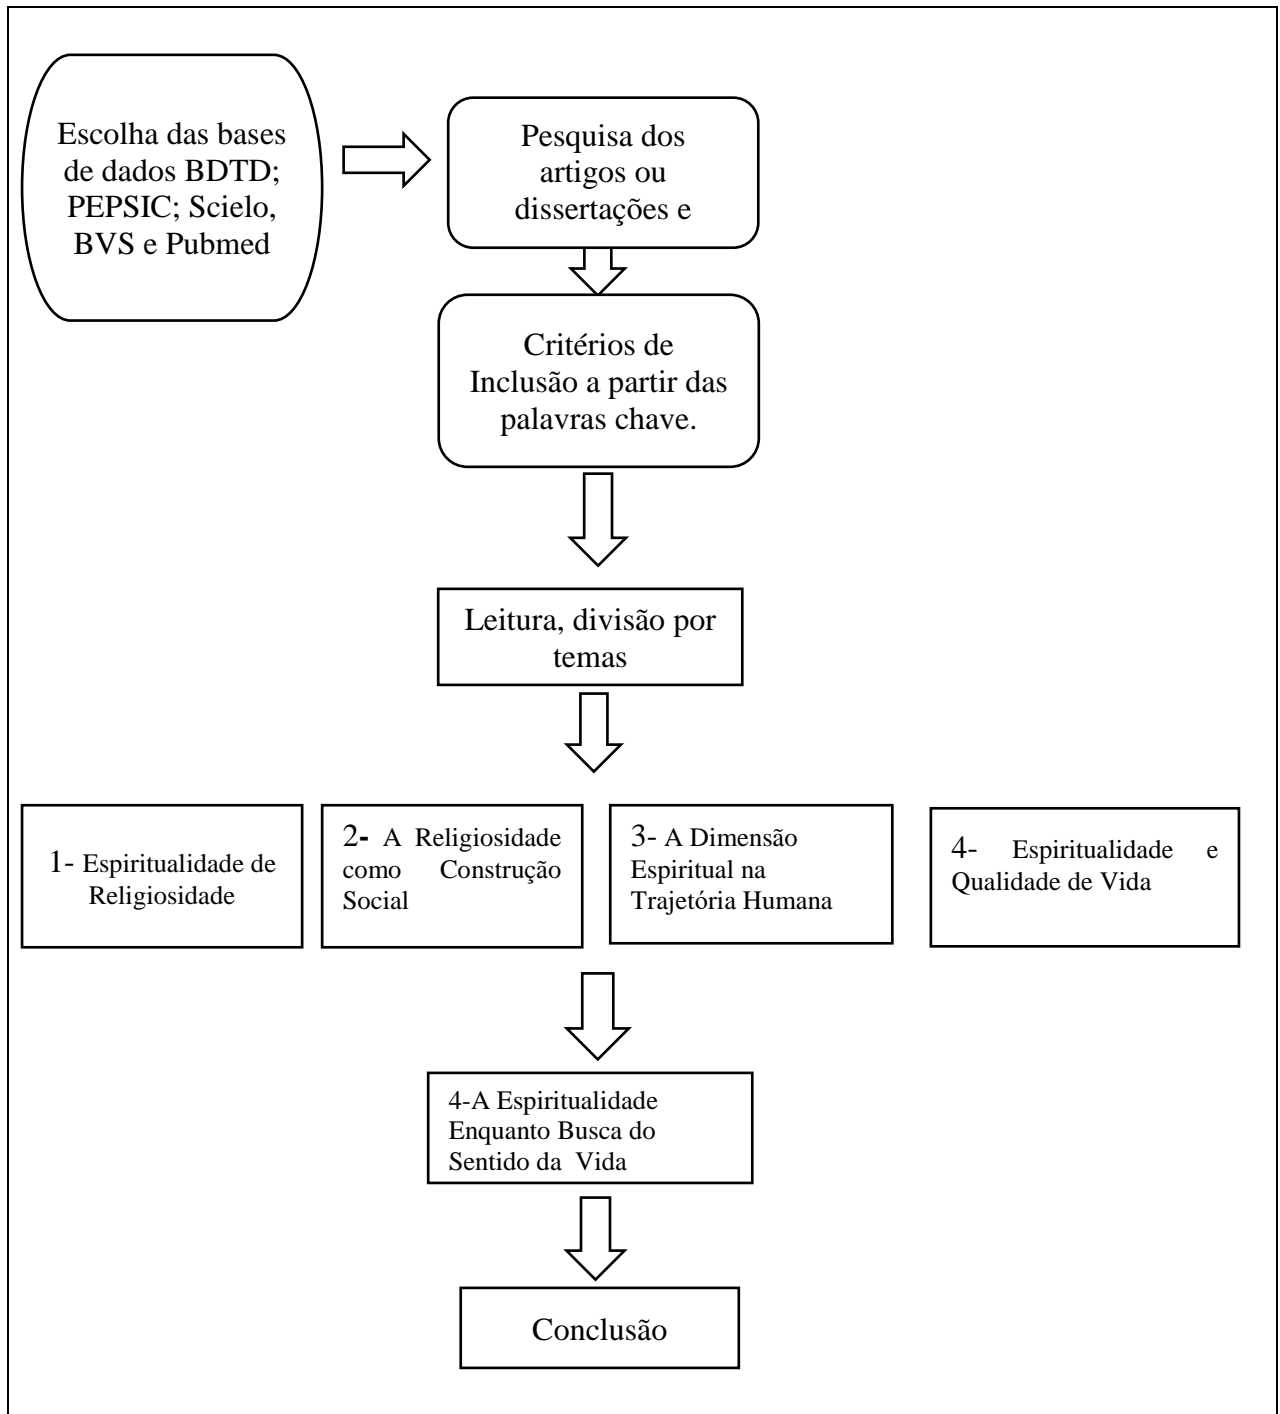 Escolha das bases
de dados BDTD;
PEPSIC; Scielo,
BVS e Pubmed
Pesquisa dos
artigos ou
dissertações e
Critérios de
Inclusão a partir das
palavras chave.
Leitura, divisão por
temas
1- Espiritualidade de
Religiosidade
2- A Religiosidade
como Construção
Social
3- A Dimensão
Espiritual na
Trajetória Humana
4- Espiritualidade e
Qualidade de Vida
4-A Espiritualidade
Enquanto Busca do
Sentido da Vida
Conclusão